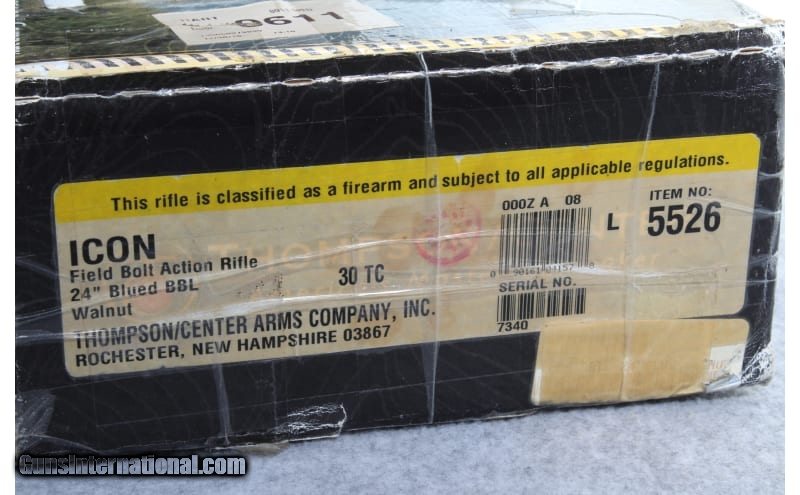 0611
This rifle is classified as a firearm and subject to all applicable regulations.
ICON
Field Bolt Action Rifle
24" Blued BBL
Walnut
30 TC
THOMPSON/CENTER ARMS COMPANY, INC.
ROCHESTER, NEW HAMPSHIRE 03867
000Z A 08
L
ITEM NO:
5526
SERIAL NO.
7340
GunsInternational.com